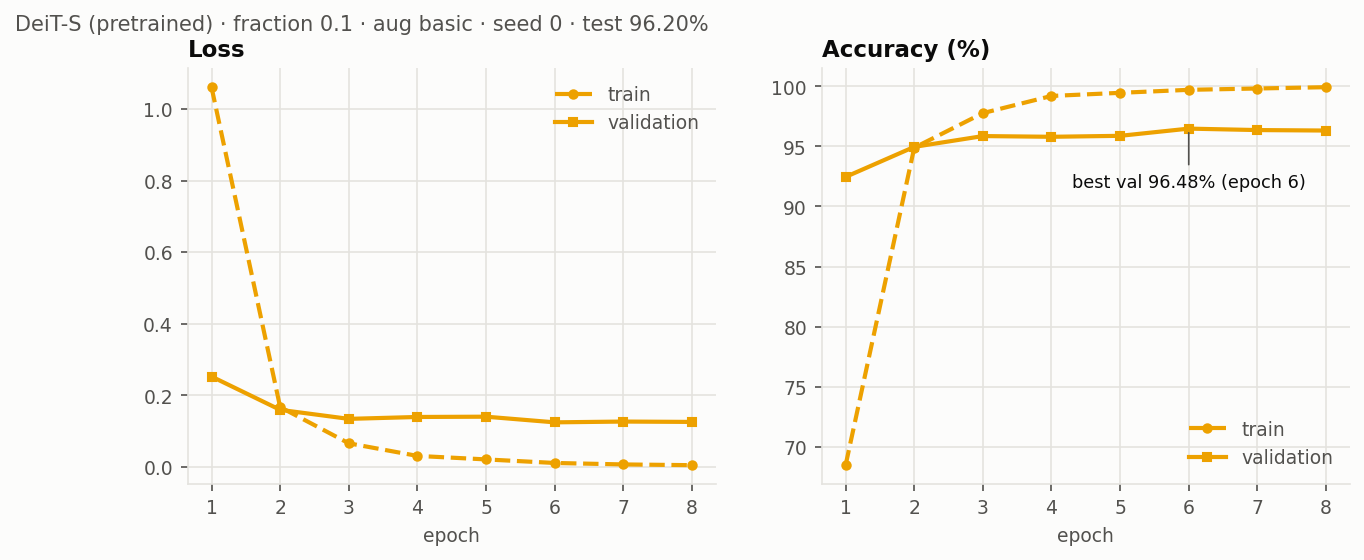 DeiT-S (pretrained) · fraction 0.1 · aug basic · seed 0 · test 96.20%
Loss
1.0
0.8
0.6
0.4
0.2
0.0
train
validation
1 2 3 4 5 6 7 8
epoch
Accuracy (%)
100
95
90
85
80
75
70
best val 96.48% (epoch 6)
train
validation
1 2 3 4 5 6 7 8
epoch